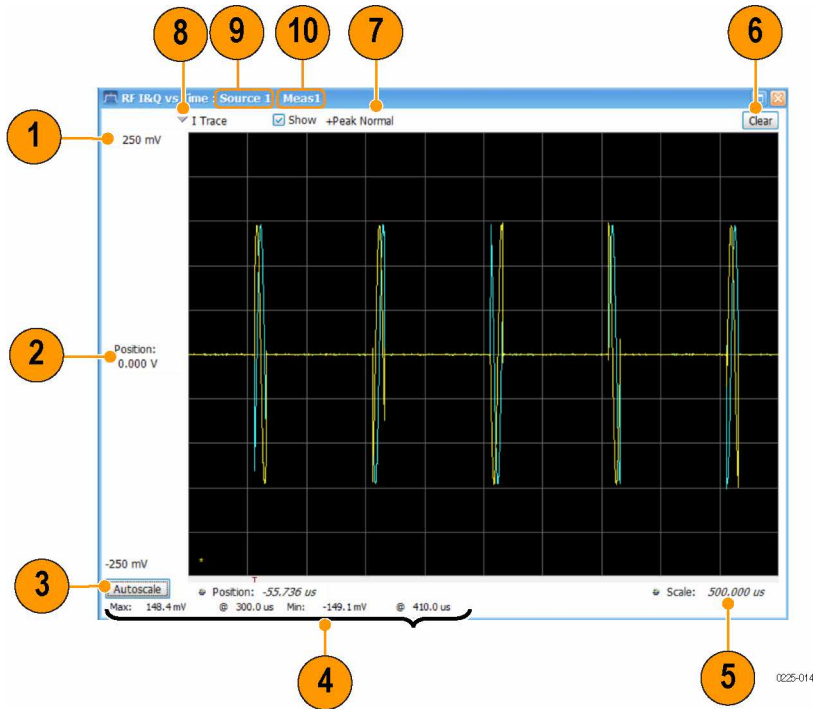 8 9 10 7 6
RF I&Q vs Time : Source 1 Meas1
I Trace Show +Peak Normal Clear
1 250 mV
2 Position:
0.000 V
-250 mV
T
3 Autoscale Position: -55.736 us Scale: 500.000 us
Max: 148.4 mV @ 300.0 us Min: -149.1 mV @ 410.0 us
4 5
0225-014